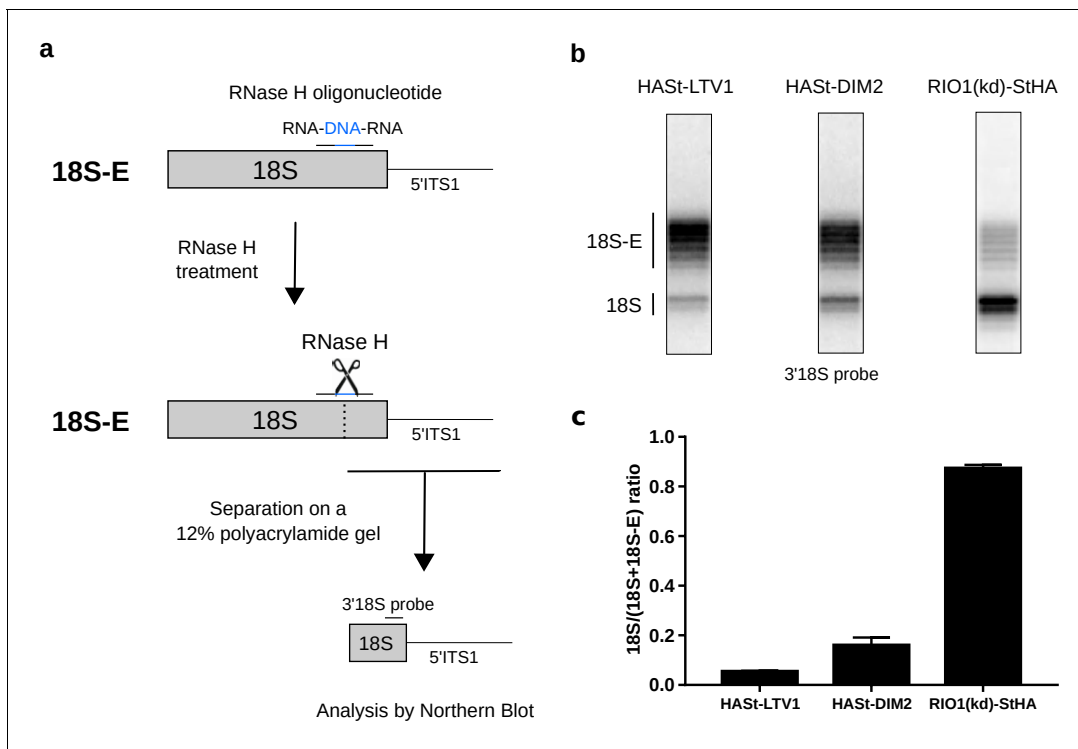 a
RNase H oligonucleotide
RNA-DNA-RNA
18S-E
18S
5'ITS1
RNase H
treatment
RNase H
18S-E
18S
5'ITS1
Separation on a
12% polyacrylamide gel
3'18S probe
18S
5'ITS1
Analysis by Northern Blot
b
HASt-LTV1 HASt-DIM2 RIO1(kd)-StHA
18S-E
18S
3'18S probe
c
18S/(18S+18S-E) ratio
1.0
0.8
0.6
0.4
0.2
0.0
HASt-LTV1 HASt-DIM2 RIO1(kd)-StHA